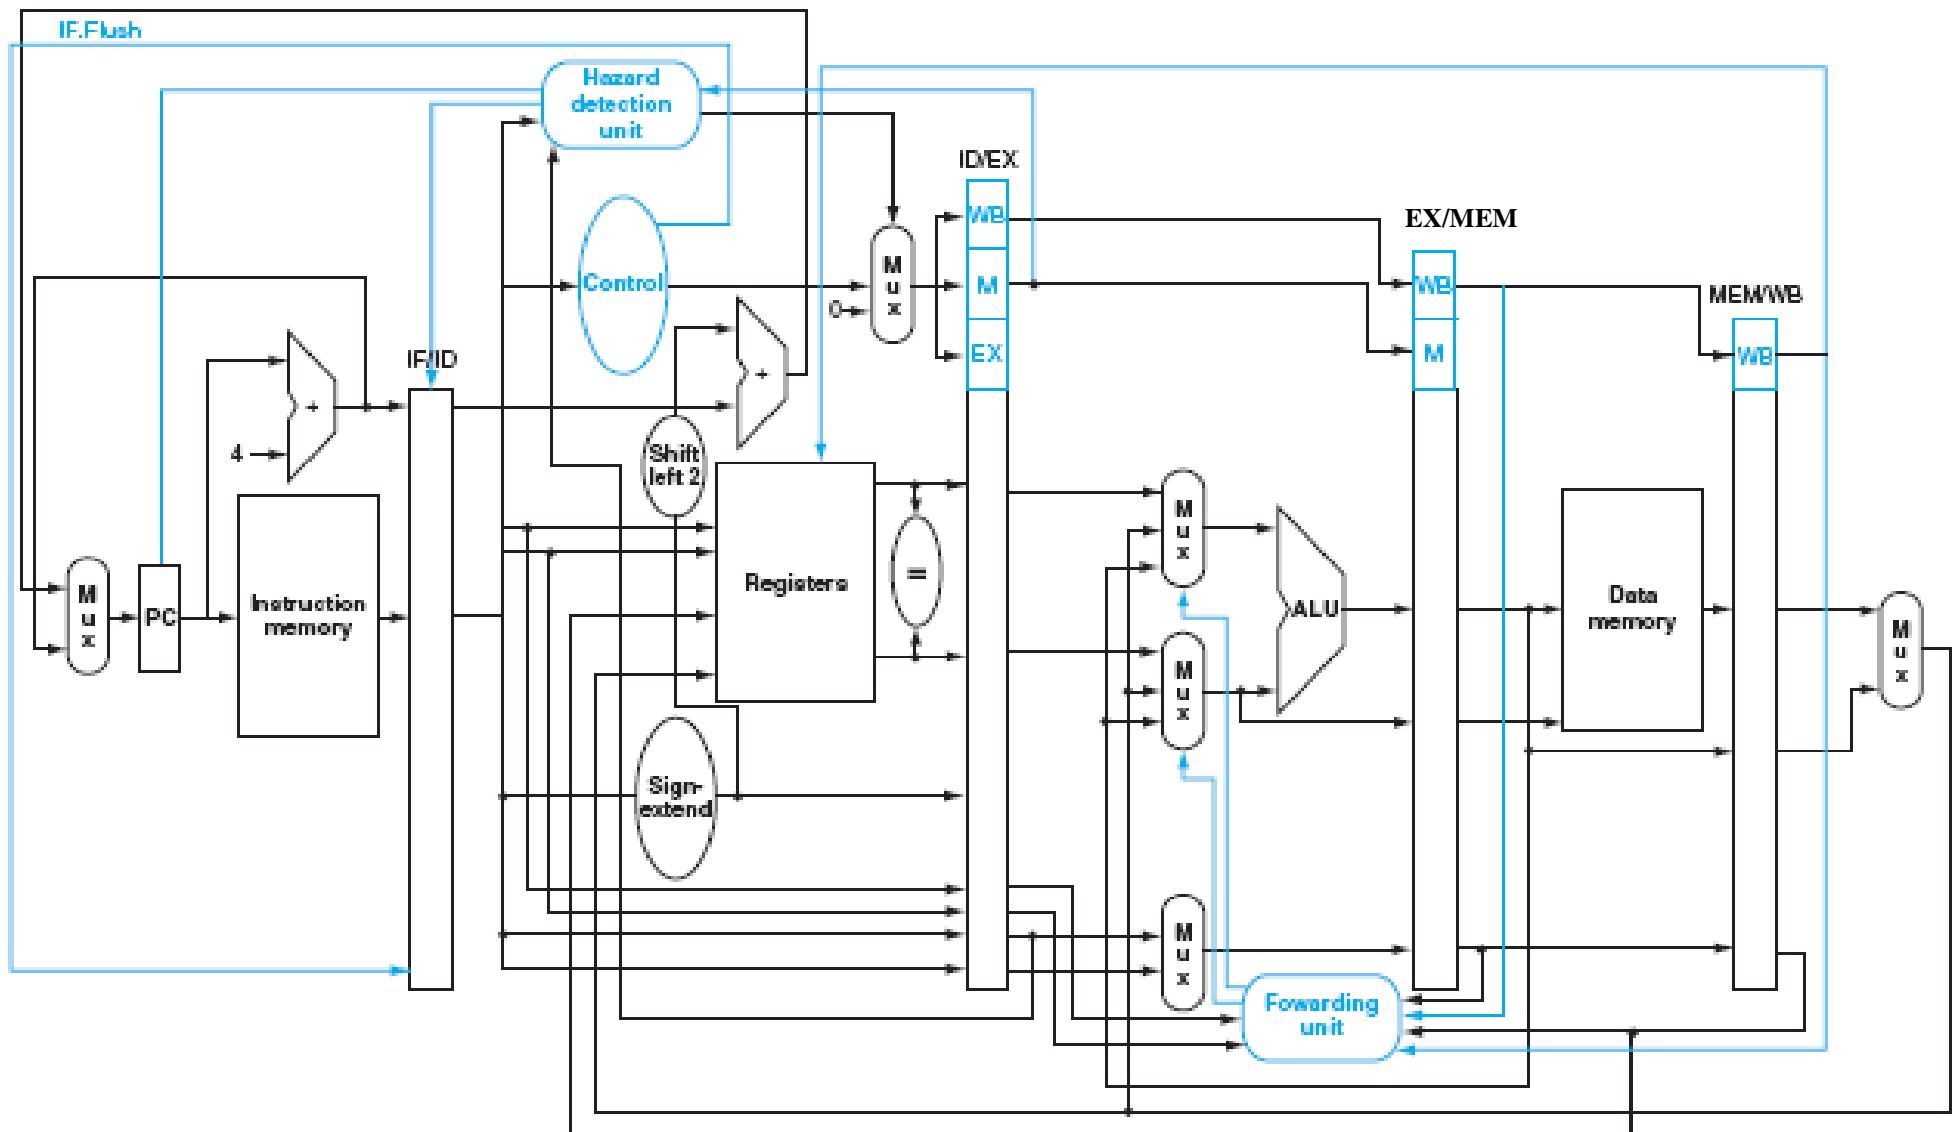 IF.Flush
Hazard
detection
unit
ID/EX
WB
EX/MEM
Control
M
u
x
M
WB
MEM/WB
0
EX
M
WB
IF/ID
+
+
4
Shift
left 2
M
u
x
PC
Instruction
memory
Registers
=
M
u
x
ALU
Data
memory
M
u
x
M
u
x
Sign-
extend
M
u
x
Fowarding
unit